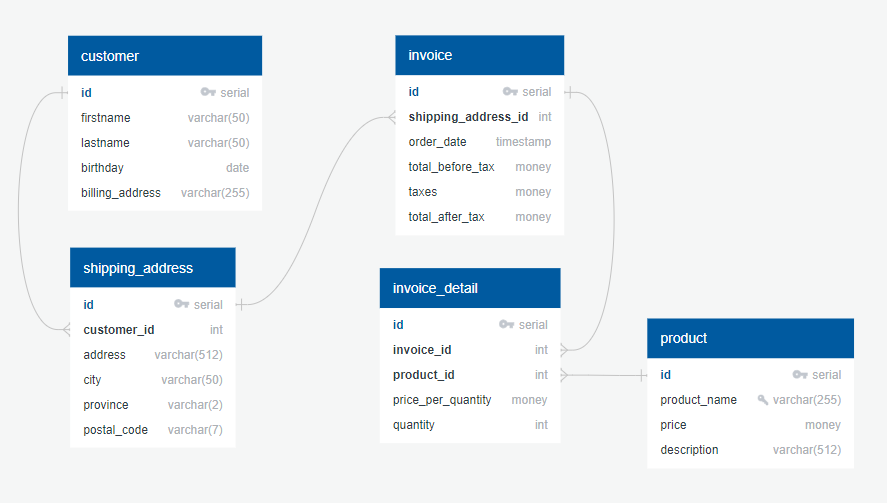 customer
id serial
firstname varchar(50)
lastname varchar(50)
birthday date
billing_address varchar(255)
shipping_address
id serial
customer_id int
address varchar(512)
city varchar(50)
province varchar(2)
postal_code varchar(7)
invoice
id serial
shipping_address_id int
order_date timestamp
total_before_tax money
taxes money
total_after_tax money
invoice_detail
id serial
invoice_id int
product_id int
price_per_quantity money
quantity int
product
id serial
product_name varchar(255)
price money
description varchar(512)